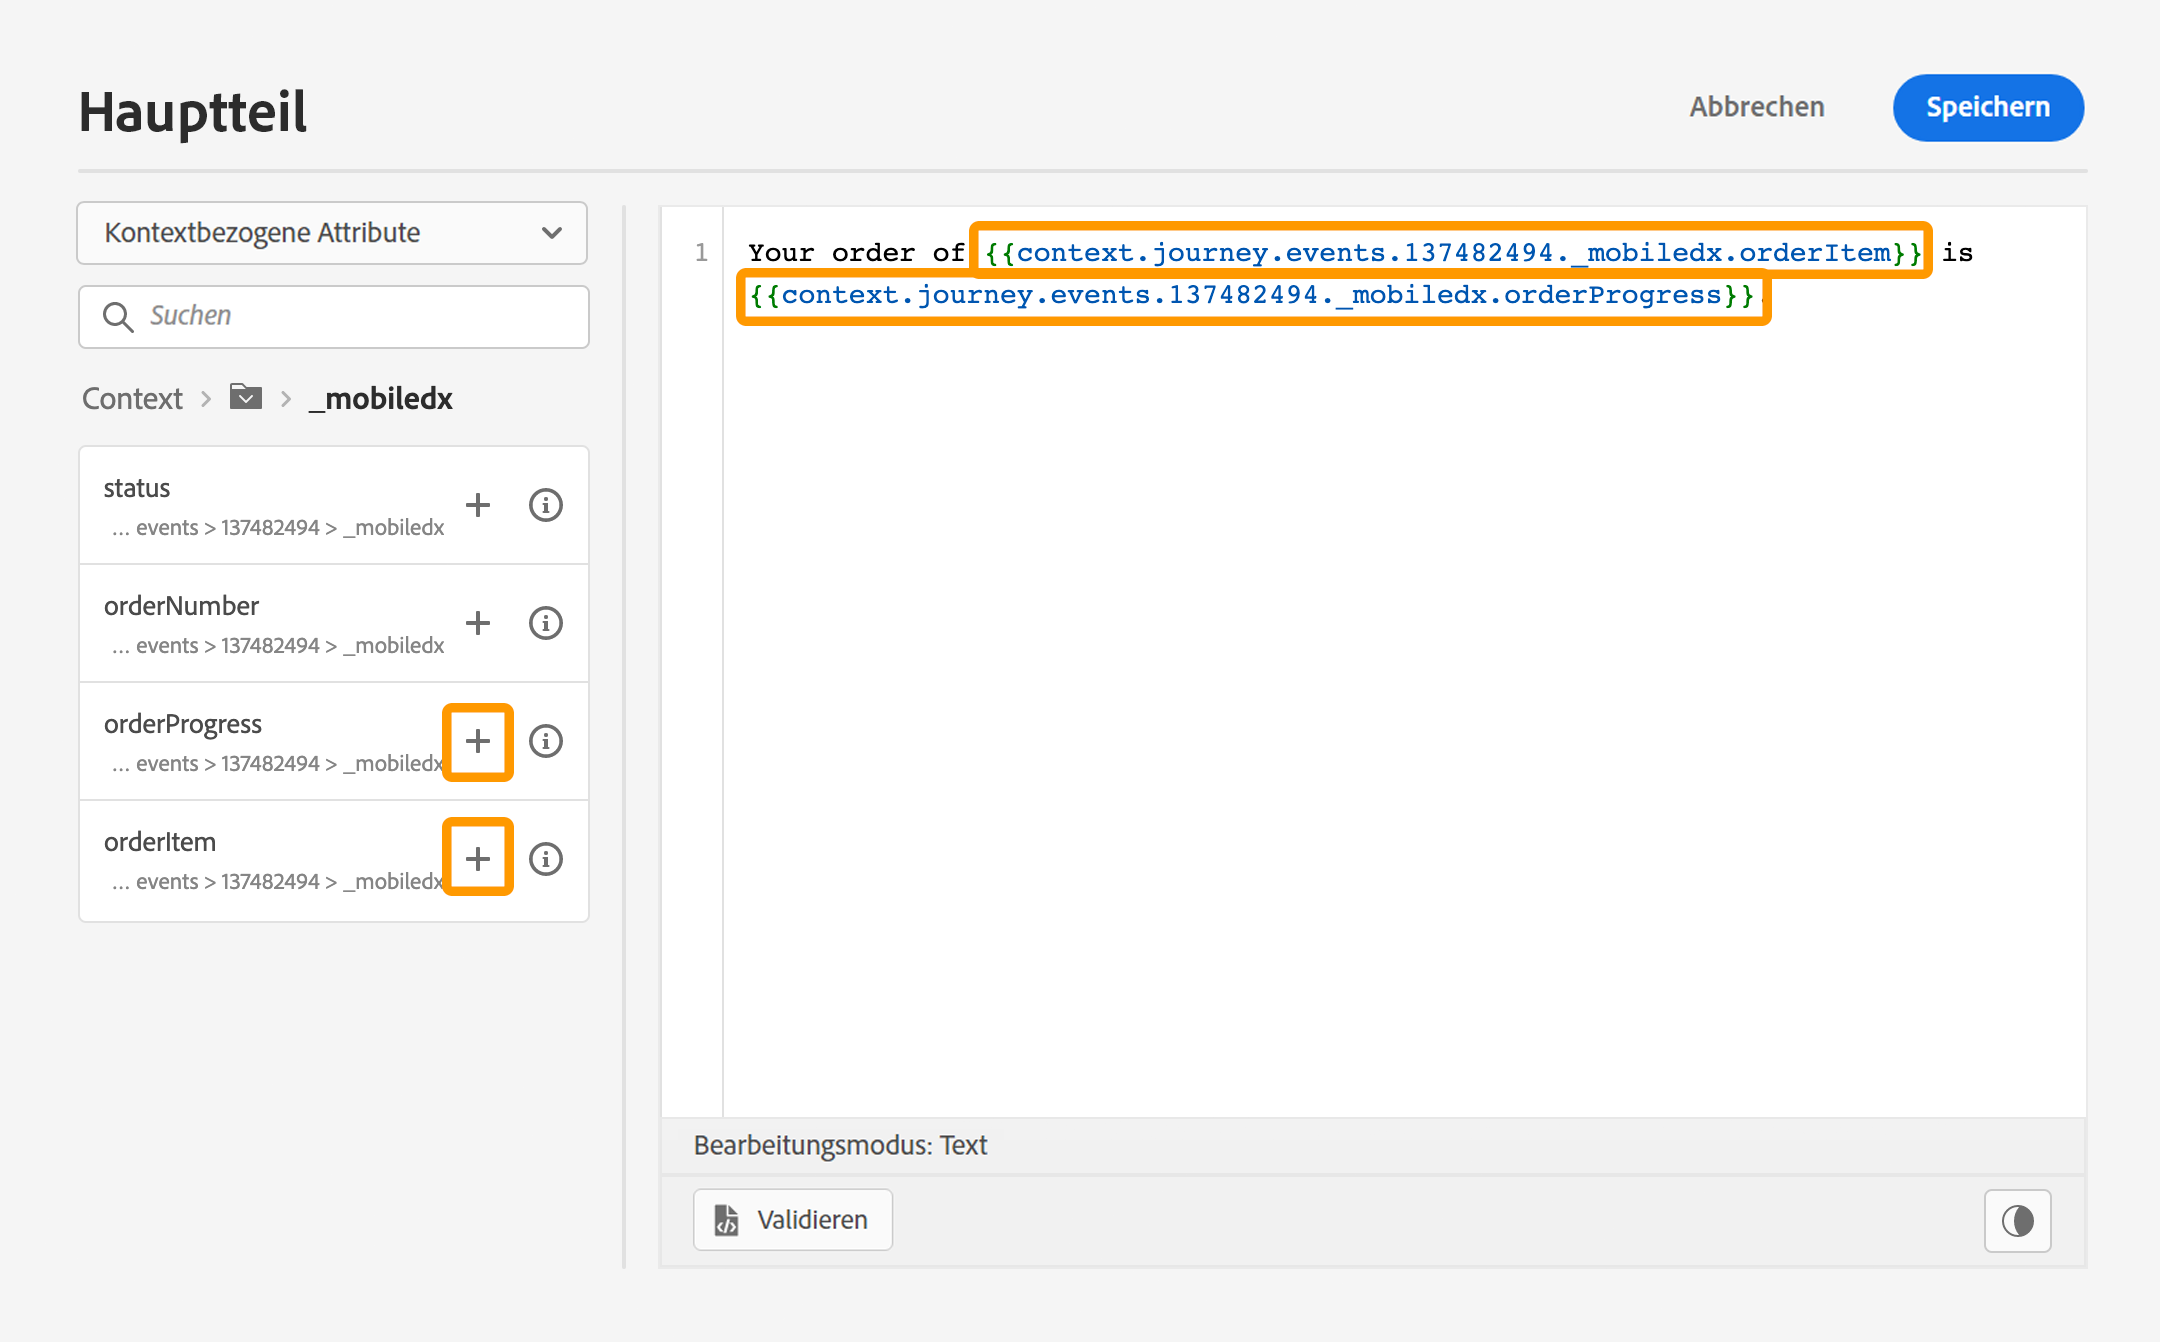 Hauptteil
Abbrechen
Speichern
Kontextbezogene Attribute
Suchen
Context > > _mobiledx
status
... events > 137482494 > _mobiledx
orderNumber
... events > 137482494 > _mobiledx
orderProgress
... events > 137482494 > _mobiledx
orderItem
... events > 137482494 > _mobiledx
1
Your order of {{context.journey.events.137482494._mobiledx.orderItem}} is
{{context.journey.events.137482494._mobiledx.orderProgress}}.
Bearbeitungsmodus: Text
Validieren